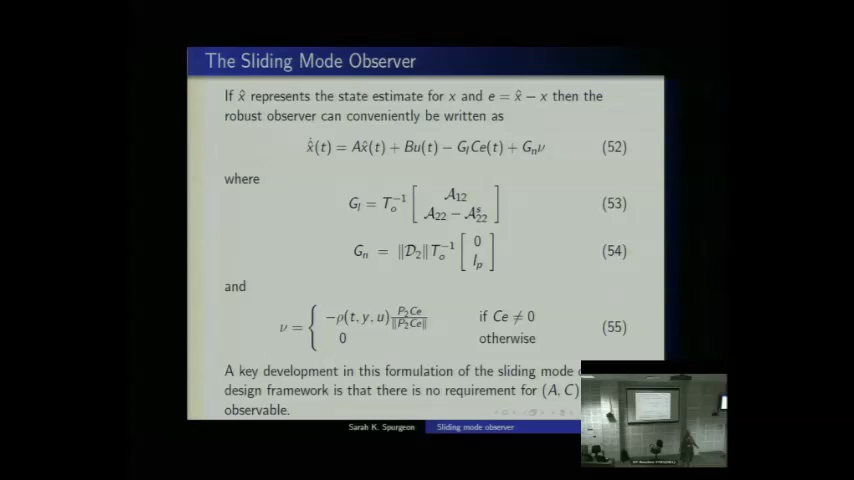 The Sliding Mode Observer
If x̂ represents the state estimate for x and e = x̂ − x then the
robust observer can conveniently be written as
x̂̇(t) = Ax̂(t) + Bu(t) − G_l Ce(t) + G_n ν (52)
where
G_l = T_o^{-1} [ 𝒜_12 ; 𝒜_22 − 𝒜_22^s ] (53)
G_n = ‖𝒟_2‖ T_o^{-1} [ 0 ; I_p ] (54)
and
ν = { −ρ(t, y, u) P_2Ce / ‖P_2Ce‖ if Ce ≠ 0
0 otherwise (55)
A key development in this formulation of the sliding mode
design framework is that there is no requirement for (A, C)
observable.
Sarah K. Spurgeon Sliding mode observer